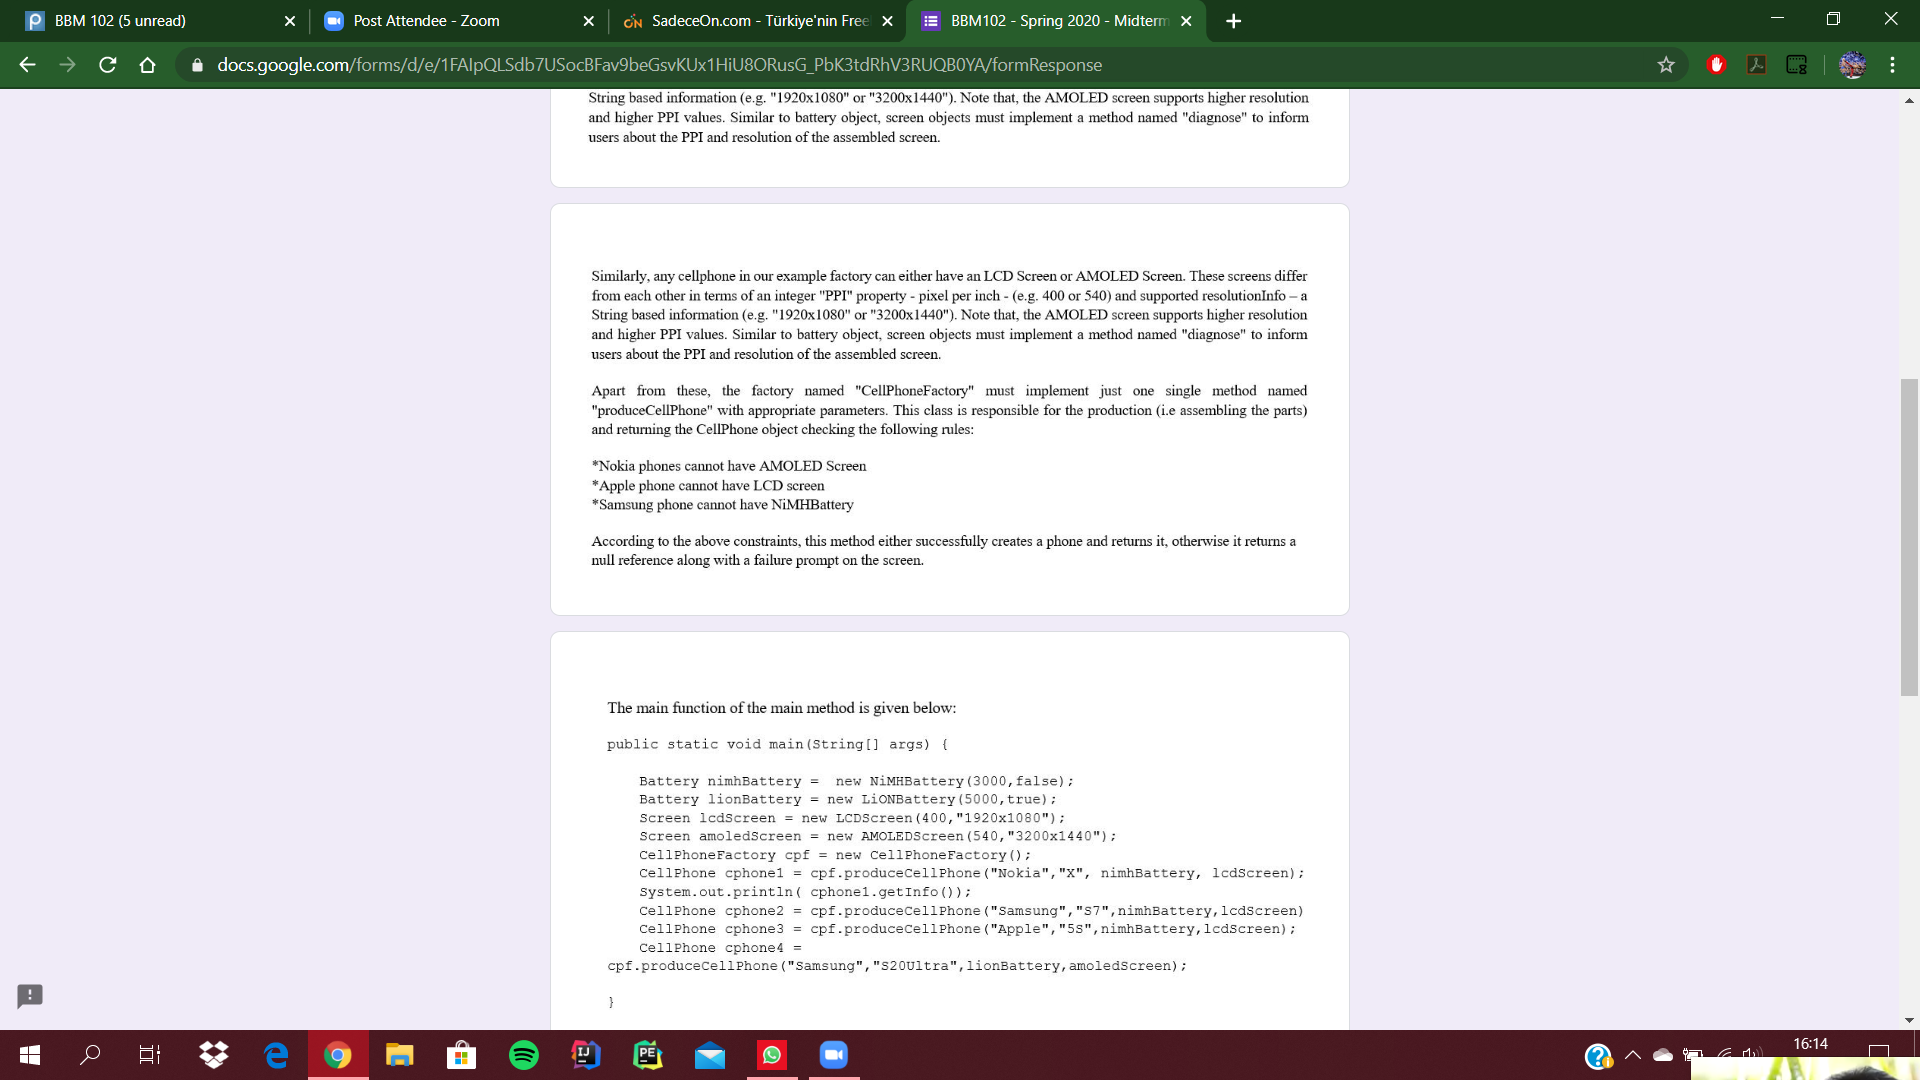 BBM 102 (5 unread)
Post Attendee - Zoom
SadeceOn.com - Türkiye'nin Free
BBM102 - Spring 2020 - Midterm
docs.google.com/forms/d/e/1FAIpQLSdb7USocBFav9beGsvKUx1HiU8ORusG_PbK3tdRhV3RUQB0YA/formResponse
String based information (e.g. "1920x1080" or "3200x1440"). Note that, the AMOLED screen supports higher resolution
and higher PPI values. Similar to battery object, screen objects must implement a method named "diagnose" to inform
users about the PPI and resolution of the assembled screen.
Similarly, any cellphone in our example factory can either have an LCD Screen or AMOLED Screen. These screens differ
from each other in terms of an integer "PPI" property - pixel per inch - (e.g. 400 or 540) and supported resolutionInfo – a
String based information (e.g. "1920x1080" or "3200x1440"). Note that, the AMOLED screen supports higher resolution
and higher PPI values. Similar to battery object, screen objects must implement a method named "diagnose" to inform
users about the PPI and resolution of the assembled screen.
Apart from these, the factory named "CellPhoneFactory" must implement just one single method named
"produceCellPhone" with appropriate parameters. This class is responsible for the production (i.e assembling the parts)
and returning the CellPhone object checking the following rules:
*Nokia phones cannot have AMOLED Screen
*Apple phone cannot have LCD screen
*Samsung phone cannot have NiMHBattery
According to the above constraints, this method either successfully creates a phone and returns it, otherwise it returns a
null reference along with a failure prompt on the screen.
The main function of the main method is given below:
public static void main(String[] args) {
Battery nimhBattery =  new NiMHBattery(3000,false);
Battery lionBattery = new LiONBattery(5000,true);
Screen lcdScreen = new LCDScreen(400,"1920x1080");
Screen amoledScreen = new AMOLEDScreen(540,"3200x1440");
CellPhoneFactory cpf = new CellPhoneFactory();
CellPhone cphone1 = cpf.produceCellPhone("Nokia","X", nimhBattery, lcdScreen);
System.out.println( cphone1.getInfo());
CellPhone cphone2 = cpf.produceCellPhone("Samsung","S7",nimhBattery,lcdScreen)
CellPhone cphone3 = cpf.produceCellPhone("Apple","5S",nimhBattery,lcdScreen);
CellPhone cphone4 =
cpf.produceCellPhone("Samsung","S20Ultra",lionBattery,amoledScreen);
}
16:14